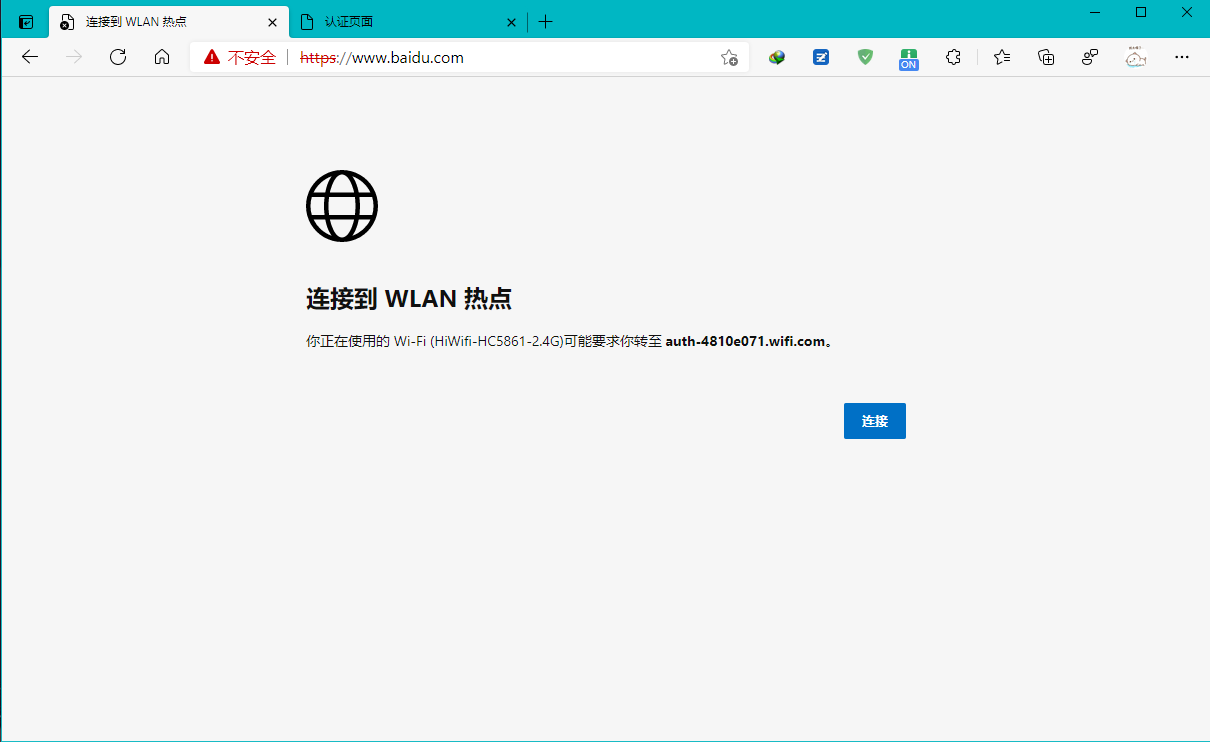 连接到 WLAN 热点
认证页面
不安全
https://www.baidu.com
ON
连接到 WLAN 热点
你正在使用的 Wi-Fi (HiWifi-HC5861-2.4G)可能要求你转至 auth-4810e071.wifi.com。
连接